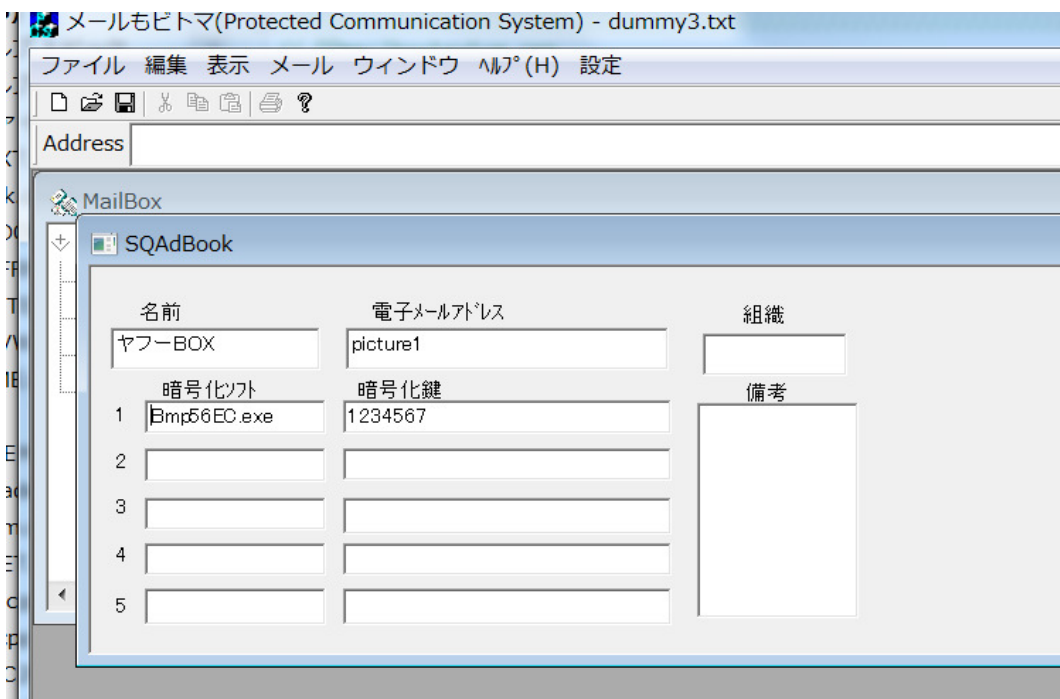 メールもビトマ(Protected Communication System) - dummy3.txt
ファイル 編集 表示 メール ウィンドウ ﾍﾙﾌﾟ(H) 設定
Address
MailBox
SQAdBook
名前 電子ﾒｰﾙｱﾄﾞﾚｽ 組織
ヤフーBOX picture1
暗号化ｿﾌﾄ 暗号化鍵 備考
1 Bmp56EC.exe 1234567
2
3
4
5